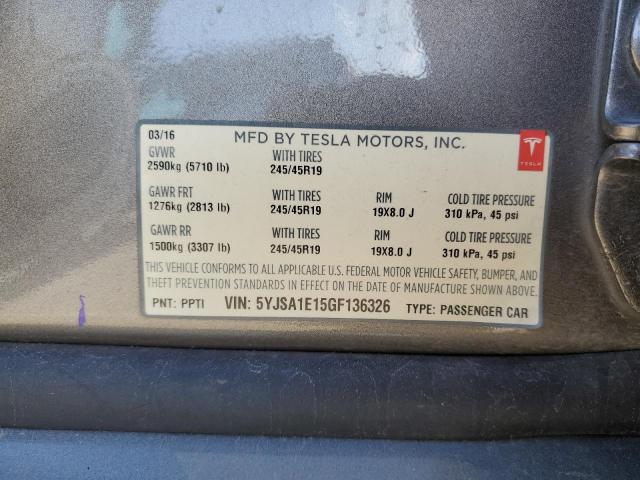 03/16 MFD BY TESLA MOTORS, INC.
GVWR WITH TIRES
2590kg (5710 lb) 245/45R19
TESLA
GAWR FRT WITH TIRES RIM COLD TIRE PRESSURE
1276kg (2813 lb) 245/45R19 19X8.0 J 310 kPa, 45 psi
GAWR RR WITH TIRES RIM COLD TIRE PRESSURE
1500kg (3307 lb) 245/45R19 19X8.0 J 310 kPa, 45 psi
THIS VEHICLE CONFORMS TO ALL APPLICABLE U.S. FEDERAL MOTOR VEHICLE SAFETY, BUMPER, AND
THEFT PREVENTION STANDARDS IN EFFECT ON THE DATE OF MANUFACTURE SHOWN ABOVE.
PNT: PPTI VIN: 5YJSA1E15GF136326 TYPE: PASSENGER CAR